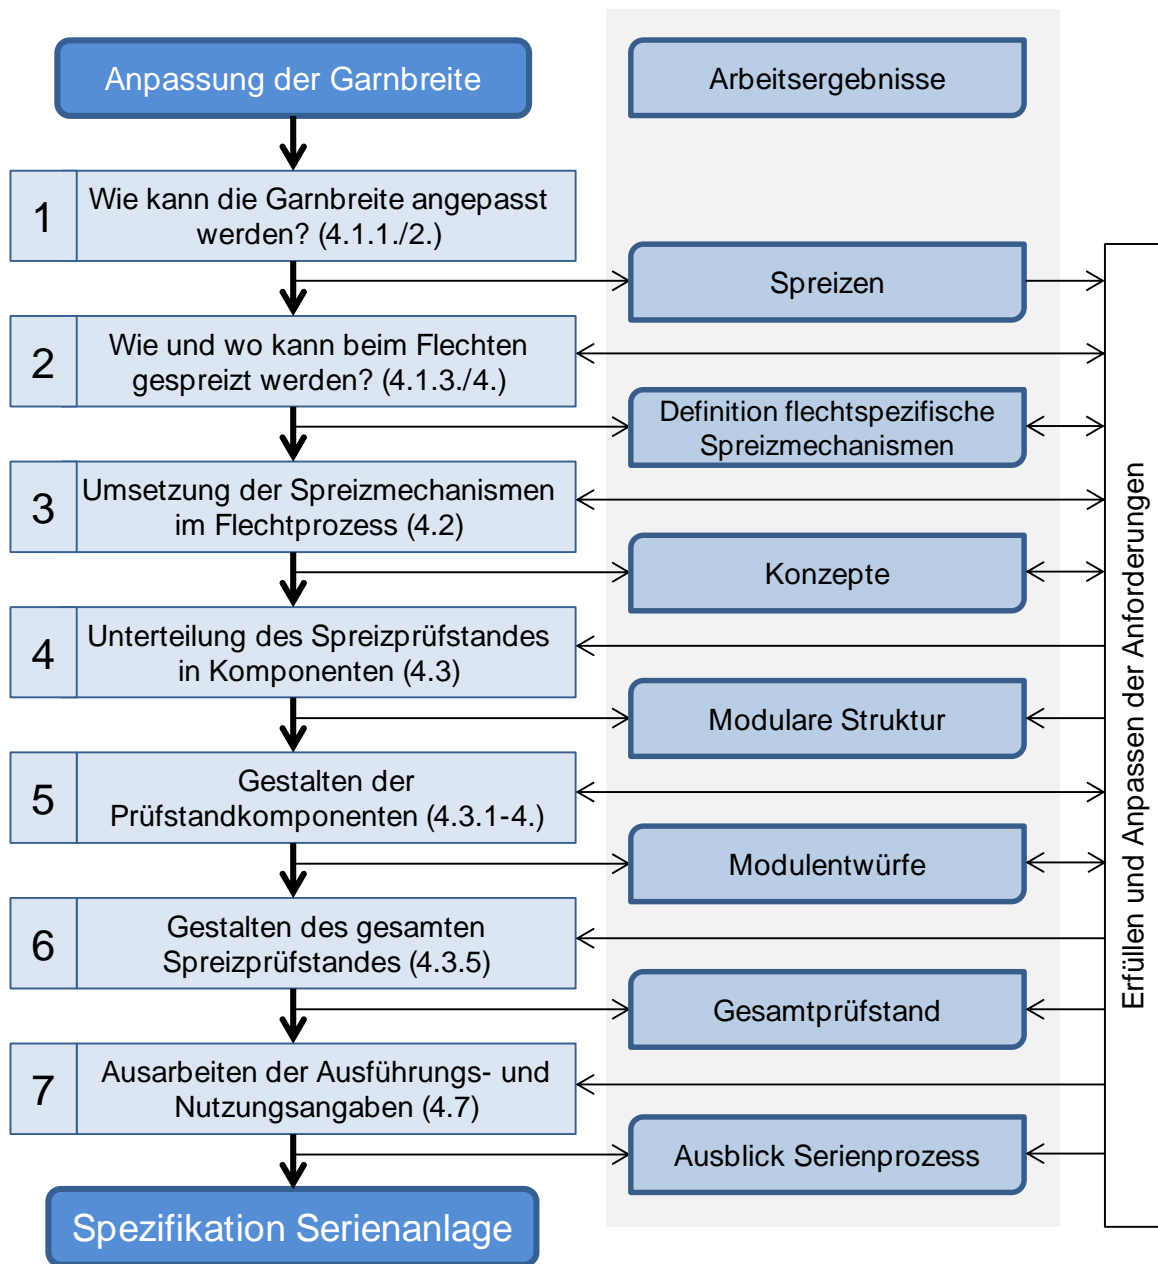 Anpassung der Garnbreite
Arbeitsergebnisse
1
Wie kann die Garnbreite angepasst
werden? (4.1.1./2.)
Spreizen
2
Wie und wo kann beim Flechten
gespreizt werden? (4.1.3./4.)
Definition flechtspezifische
Spreizmechanismen
3
Umsetzung der Spreizmechanismen
im Flechtprozess (4.2)
Konzepte
4
Unterteilung des Spreizprüfstandes
in Komponenten (4.3)
Modulare Struktur
5
Gestalten der
Prüfstandkomponenten (4.3.1-4.)
Modulentwürfe
6
Gestalten des gesamten
Spreizprüfstandes (4.3.5)
Gesamtprüfstand
7
Ausarbeiten der Ausführungs- und
Nutzungsangaben (4.7)
Ausblick Serienprozess
Spezifikation Serienanlage
Erfüllen und Anpassen der Anforderungen